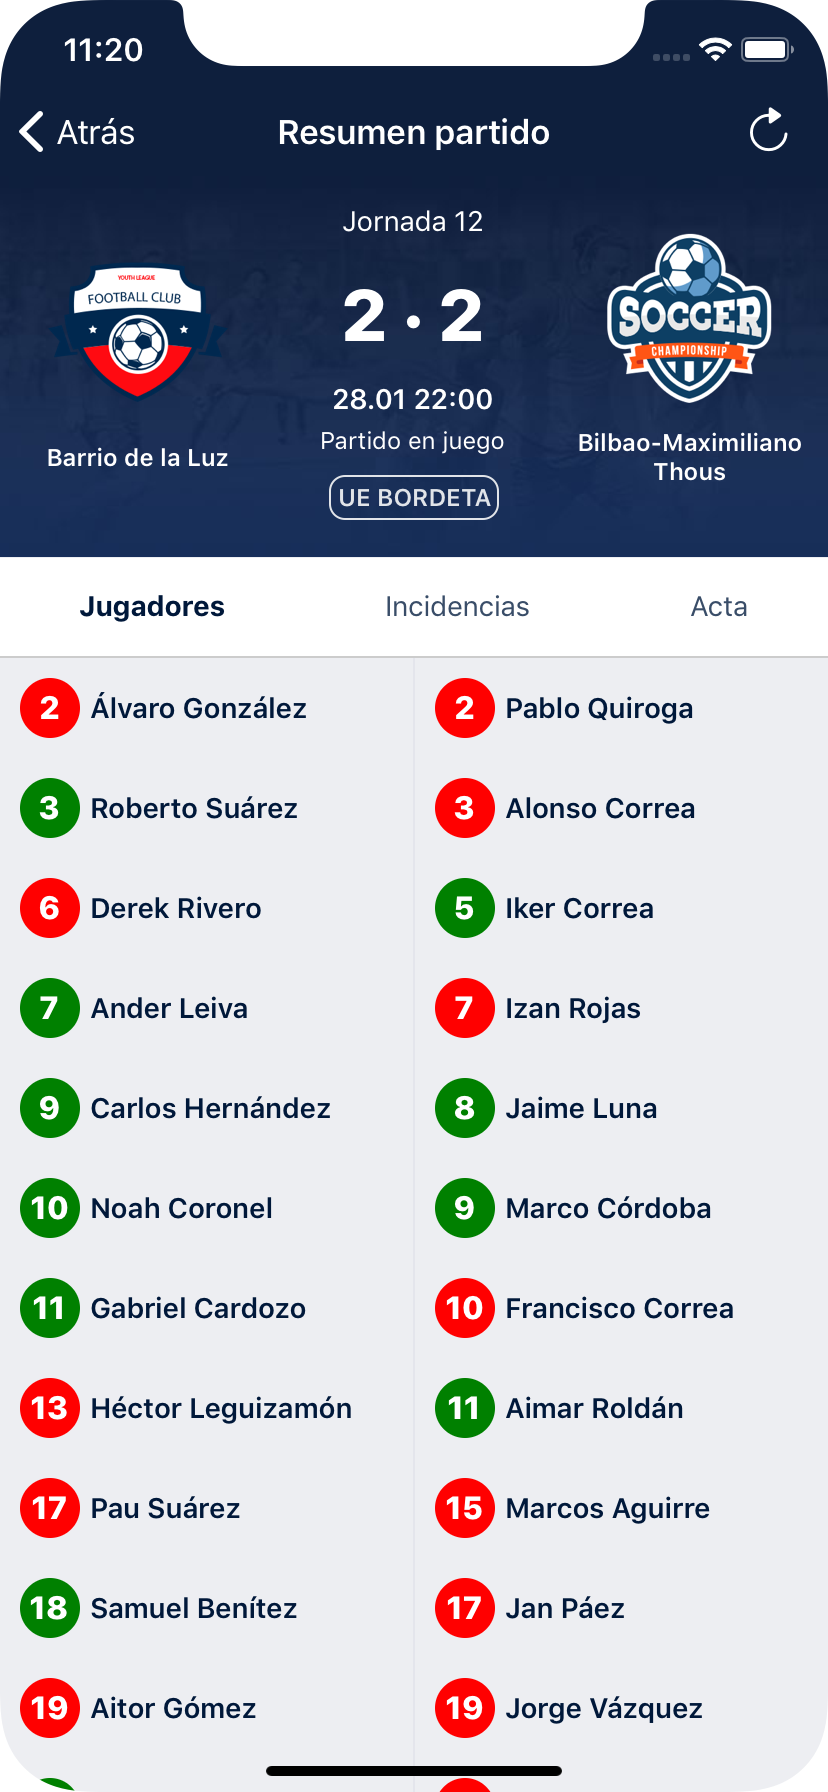 11:20
Atrás
Resumen partido
Jornada 12
YOUTH LEAGUE
FOOTBALL CLUB
2 · 2
SOCCER
CHAMPIONSHIP
28.01 22:00
Partido en juego
Barrio de la Luz
Bilbao-Maximiliano
Thous
UE BORDETA
Jugadores
Incidencias
Acta
2 Álvaro González
2 Pablo Quiroga
3 Roberto Suárez
3 Alonso Correa
6 Derek Rivero
5 Iker Correa
7 Ander Leiva
7 Izan Rojas
9 Carlos Hernández
8 Jaime Luna
10 Noah Coronel
9 Marco Córdoba
11 Gabriel Cardozo
10 Francisco Correa
13 Héctor Leguizamón
11 Aimar Roldán
17 Pau Suárez
15 Marcos Aguirre
18 Samuel Benítez
17 Jan Páez
19 Aitor Gómez
19 Jorge Vázquez